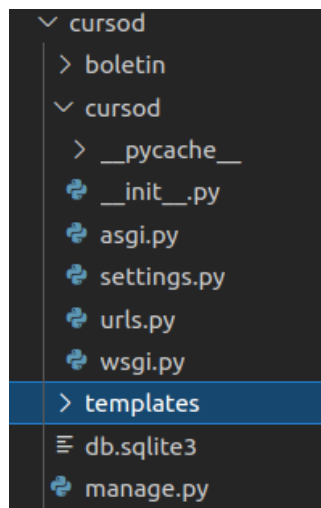 cursod
boletin
cursod
__pycache__
__init__.py
asgi.py
settings.py
urls.py
wsgi.py
templates
db.sqlite3
manage.py